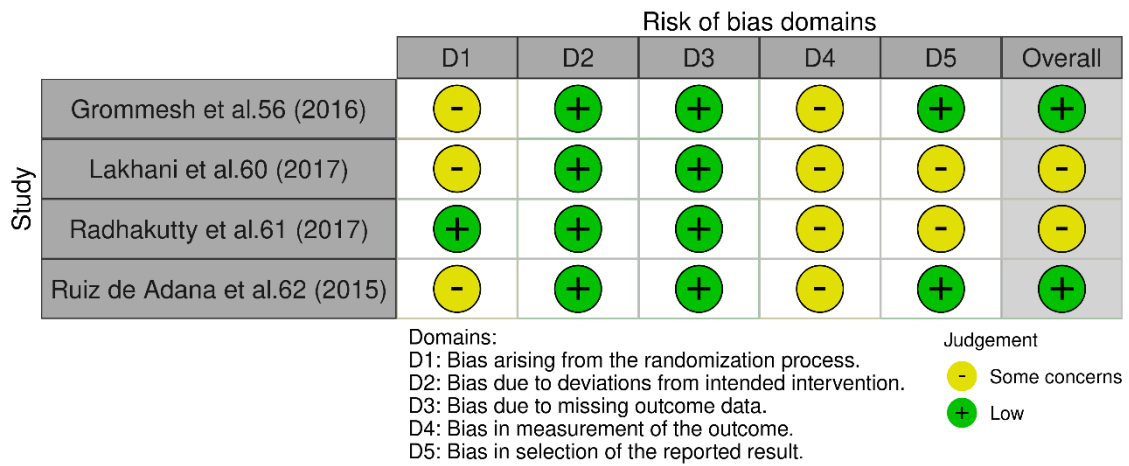 Risk of bias domains
D1 D2 D3 D4 D5 Overall
Study
Grommesh et al.56 (2016) - + + - + +
Lakhani et al.60 (2017) - + + - - -
Radhakutty et al.61 (2017) + + + - - -
Ruiz de Adana et al.62 (2015) - + + - + +
Domains:
D1: Bias arising from the randomization process.
D2: Bias due to deviations from intended intervention.
D3: Bias due to missing outcome data.
D4: Bias in measurement of the outcome.
D5: Bias in selection of the reported result.
Judgement
- Some concerns
+ Low